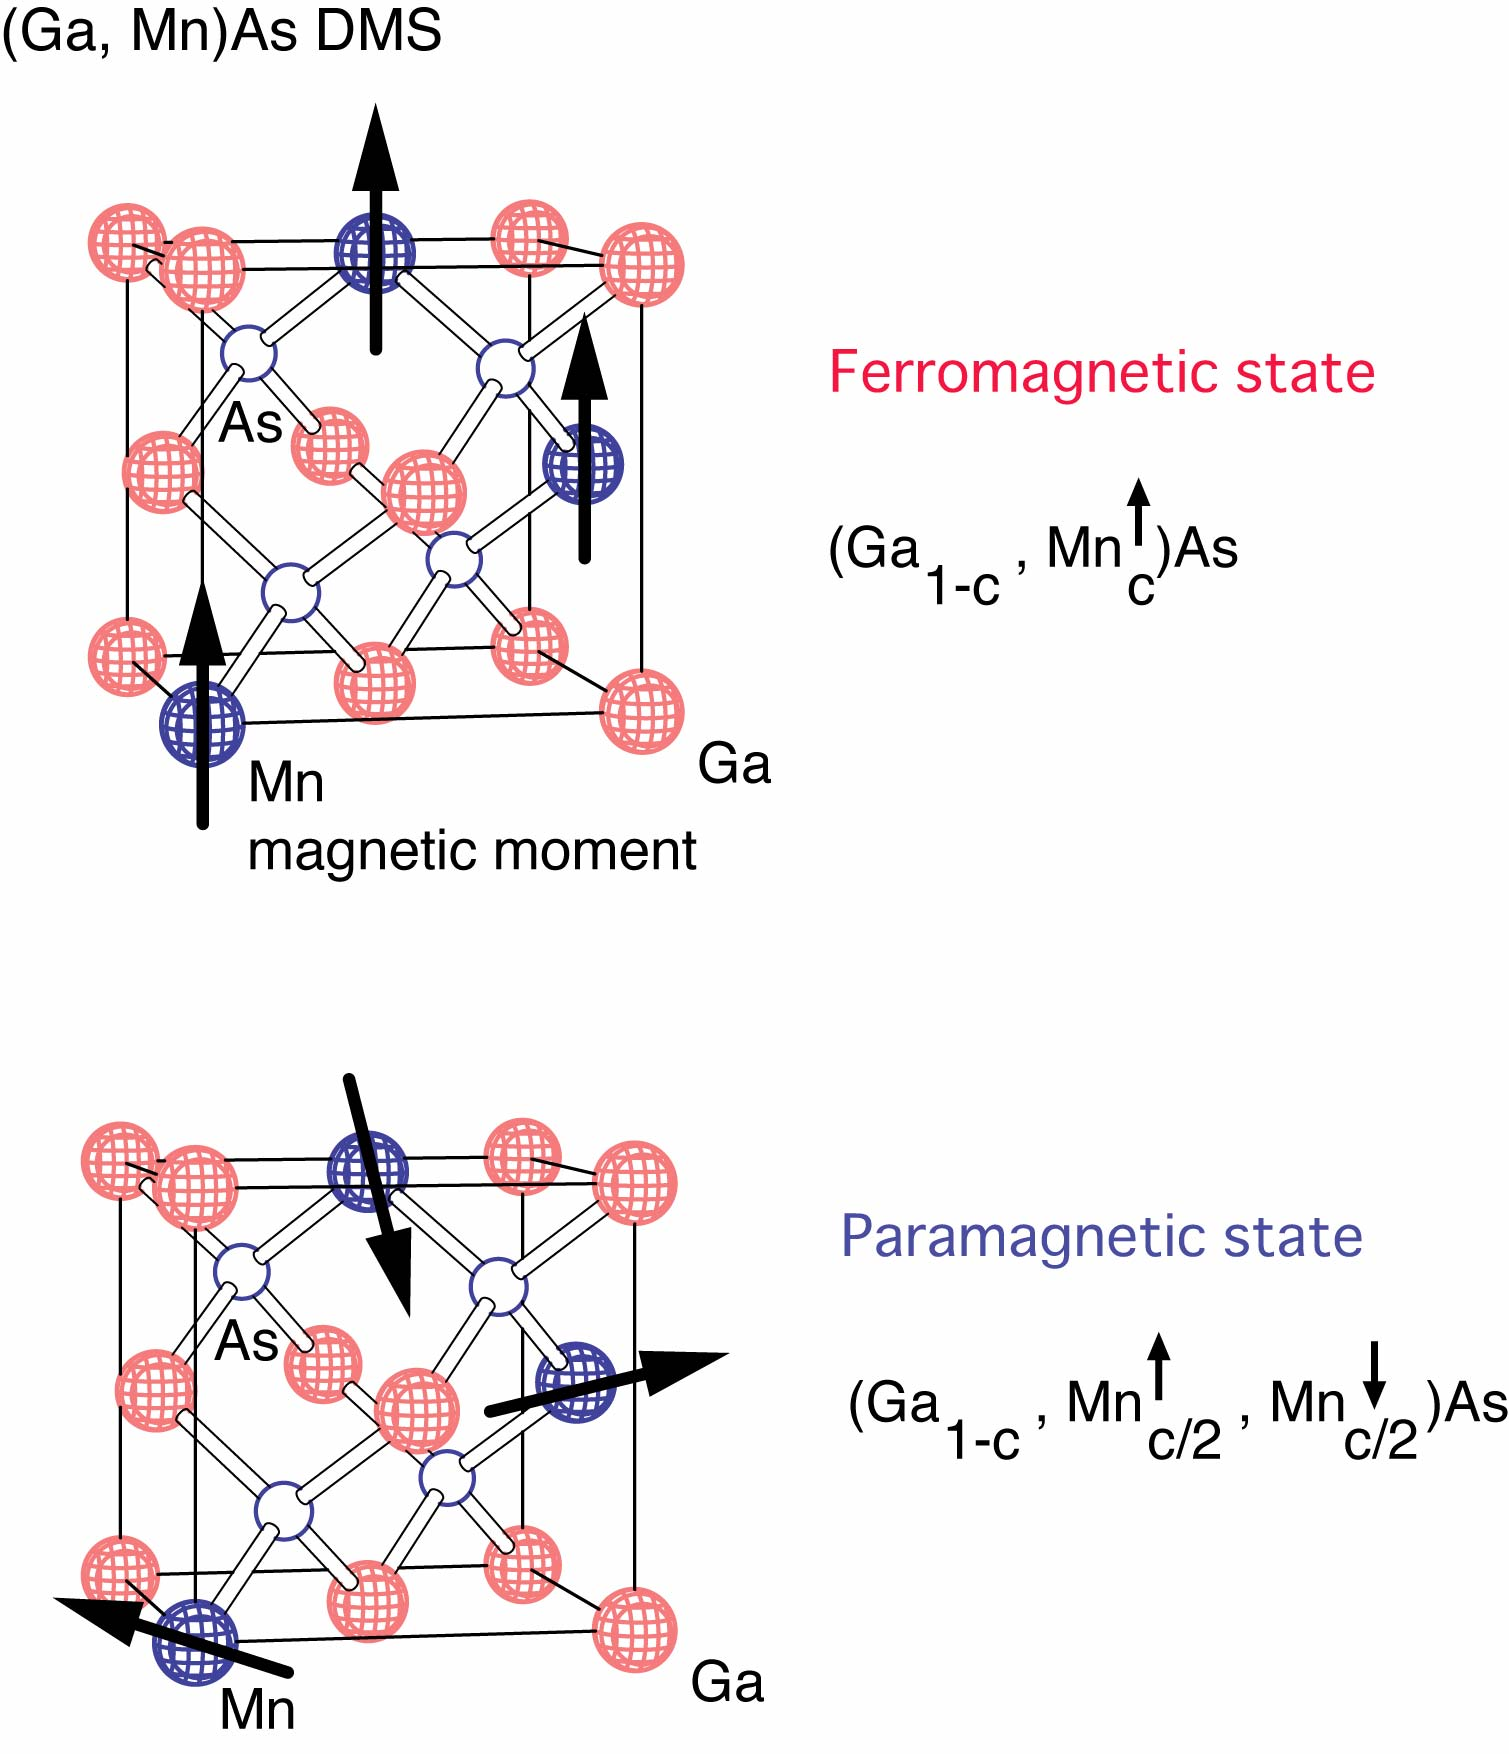 (Ga, Mn)As DMS
As
Mn
magnetic moment
Ga
Ferromagnetic state
(Ga1-c , Mn↑c)As
As
Mn
Ga
Paramagnetic state
(Ga1-c , Mn↑c/2 , Mn↓c/2)As